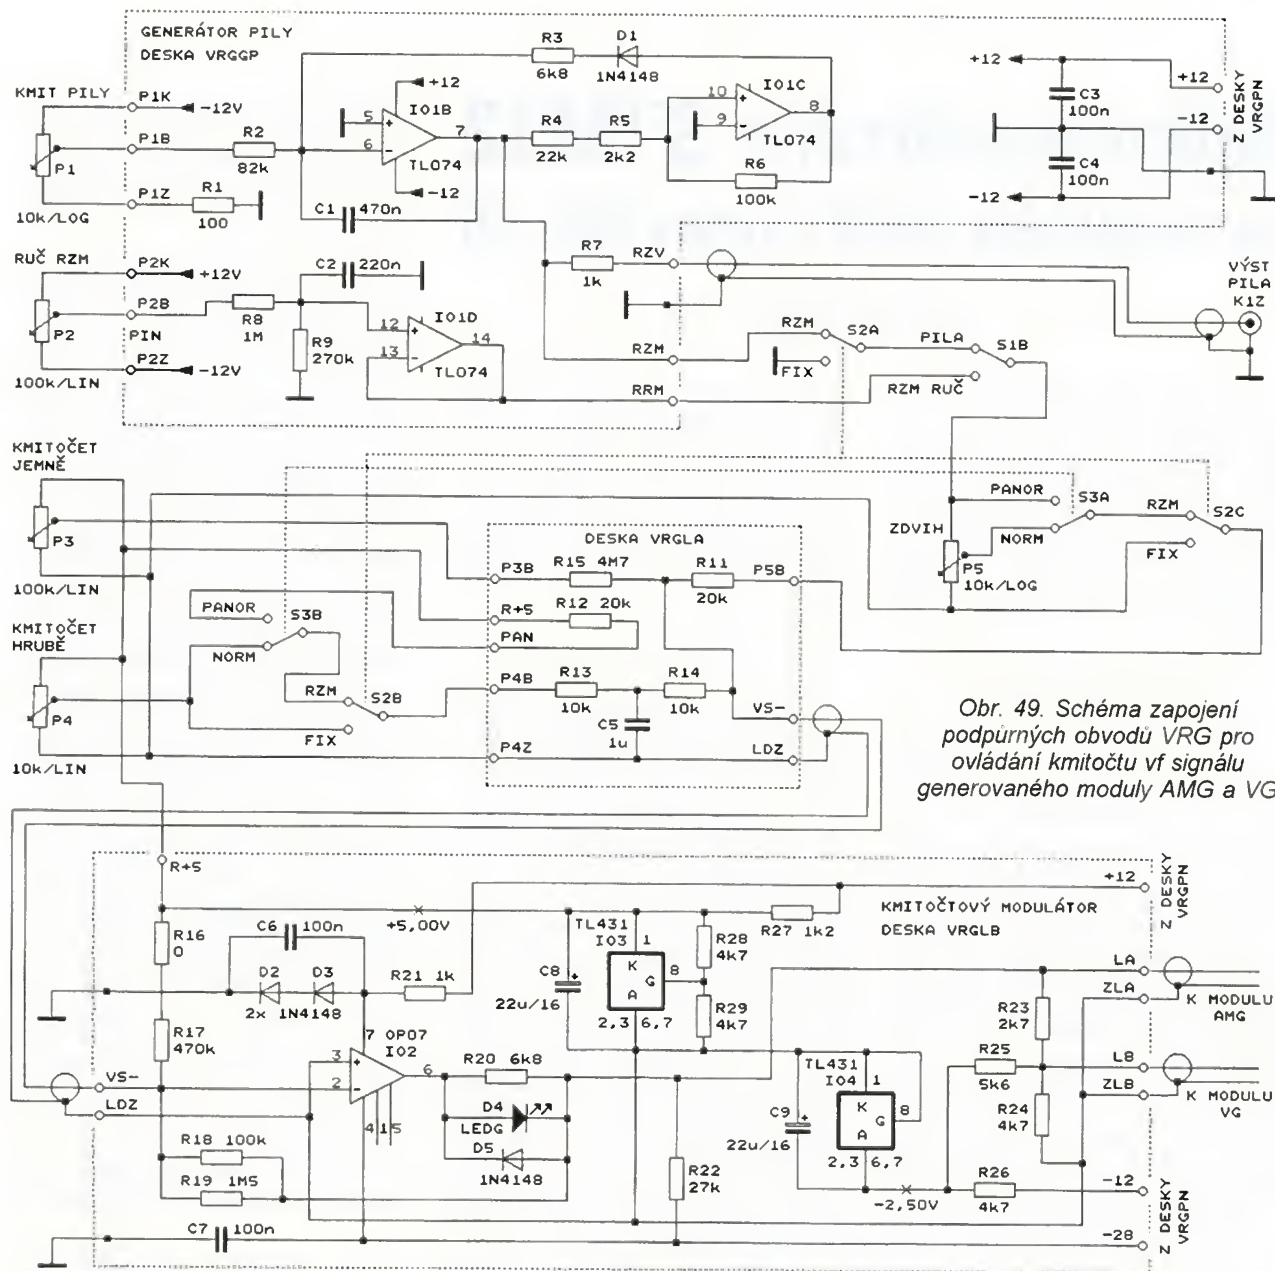 GENERÁTOR PILY
DESKA VRGGP
KMIT PILY
P1K
-12V
P1B
R2
82k
P1
P1Z
R1
100
10k/LOG
R3
6k8
D1
1N4148
+12
IO1B
5
6
7
TL074
-12
C1
470n
R4
22k
R5
2k2
10
9
IO1C
8
TL074
R6
100k
+12
C3
100n
C4
100n
-12
+12
-12
Z DESKY
VRGPN
RUČ RZM
P2K
+12V
P2B
P2
PIN
P2Z
-12V
100k/LIN
C2
220n
R8
1M
R9
270k
12
13
IO1D
14
TL074
R7
1k
RZV
RZM
RRM
RZM
FIX
S2A
PILA
RZM RUČ
S1B
VÝST
PILA
K1Z
KMITOČET
JEMNĚ
P3
100k/LIN
KMITOČET
HRUBĚ
P4
10k/LIN
PANOR
NORM
S3B
RZM
FIX
S2B
DESKA VRGLA
P3B
R15 4M7
R11
20k
P5B
R+5
R12 20k
PAN
P4B
R13
10k
R14
10k
C5
1u
VS-
P4Z
LDZ
PANOR
ZDVIH
NORM
S3A
P5
10k/LOG
RZM
FIX
S2C
Obr. 49. Schéma zapojení
podpůrných obvodů VRG pro
ovládání kmitočtu vf signálu
generovaného moduly AMG a VG
R+5
+5,00V
R16
0
C6
100n
D2
D3
2x 1N4148
R21 1k
R17
470k
VS-
LDZ
7
OP07
IO2
3
2
6
4
1
5
R20 6k8
D4
LEDG
D5
1N4148
R18 100k
R19 1M5
C7
100n
TL431
IO3
1
K
G
A
8
2,3
6,7
C8
22u/16
R28
4k7
R29
4k7
R27 1k2
KMITOČTOVÝ MODULÁTOR
DESKA VRGLB
+12
Z DESKY
VRGPN
LA
ZLA
K MODULU
AMG
R23
2k7
R25
5k6
R24
4k7
LB
ZLB
K MODULU
VG
TL431
IO4
1
K
G
A
8
2,3
6,7
C9
22u/16
R22
27k
-2,50V
R26
4k7
-12
-28
Z DESKY
VRGPN